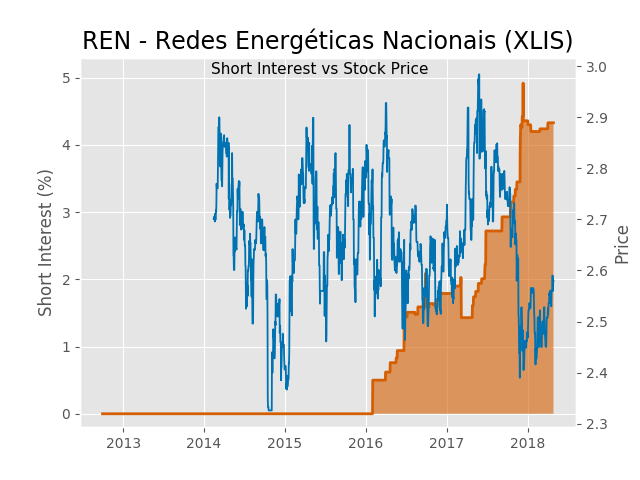 REN - Redes Energéticas Nacionais (XLIS)
Short Interest vs Stock Price
Short Interest (%)
5
4
3
2
1
0
3.0
2.9
2.8
2.7
2.6
2.5
2.4
2.3
Price
2013 2014 2015 2016 2017 2018